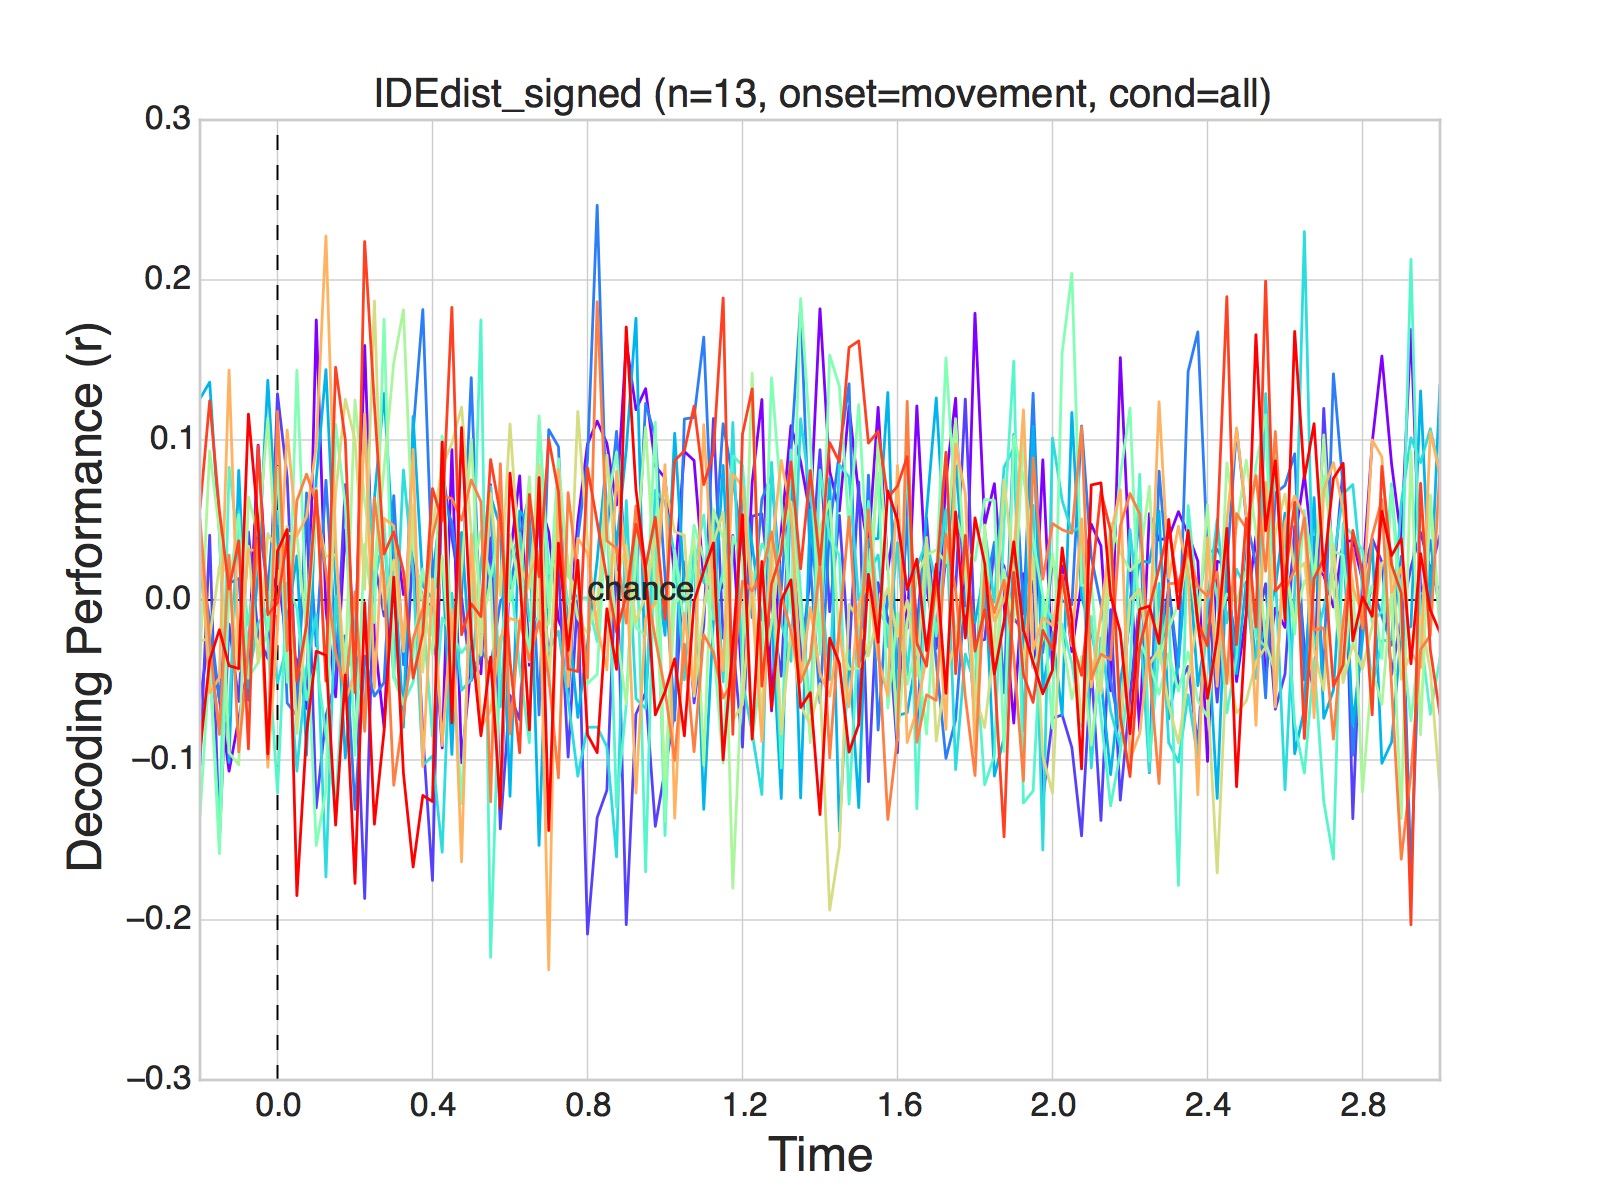 IDEdist_signed (n=13, onset=movement, cond=all)
0.3
0.2
0.1
0.0
−0.1
−0.2
−0.3
Decoding Performance (r)
chance
0.0 0.4 0.8 1.2 1.6 2.0 2.4 2.8
Time